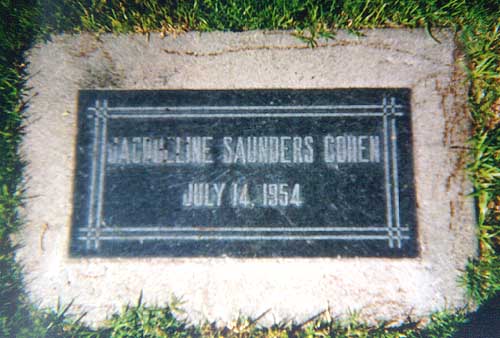 JACQUELINE SAUNDERS COHEN
JULY 14, 1954